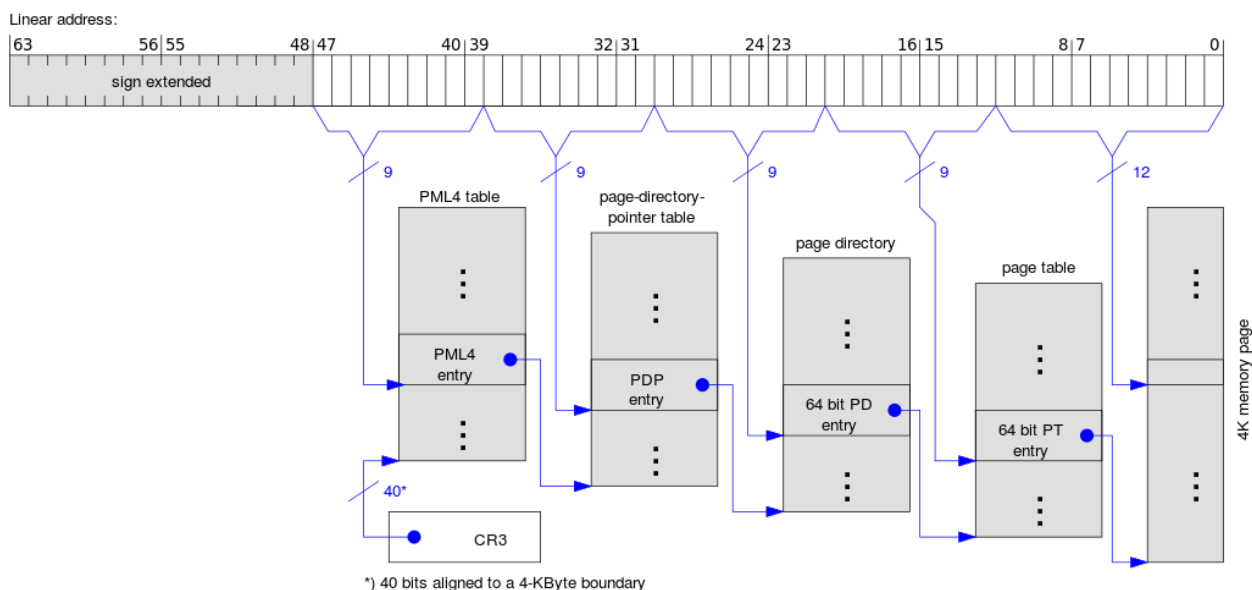 Linear address:
63 56 55 48 47 40 39 32 31 24 23 16 15 8 7 0
sign extended
9 9 9 9 12
PML4 table
page-directory-
pointer table
page directory
page table
PML4
entry
PDP
entry
64 bit PD
entry
64 bit PT
entry
4K memory page
40*
CR3
*) 40 bits aligned to a 4-KByte boundary